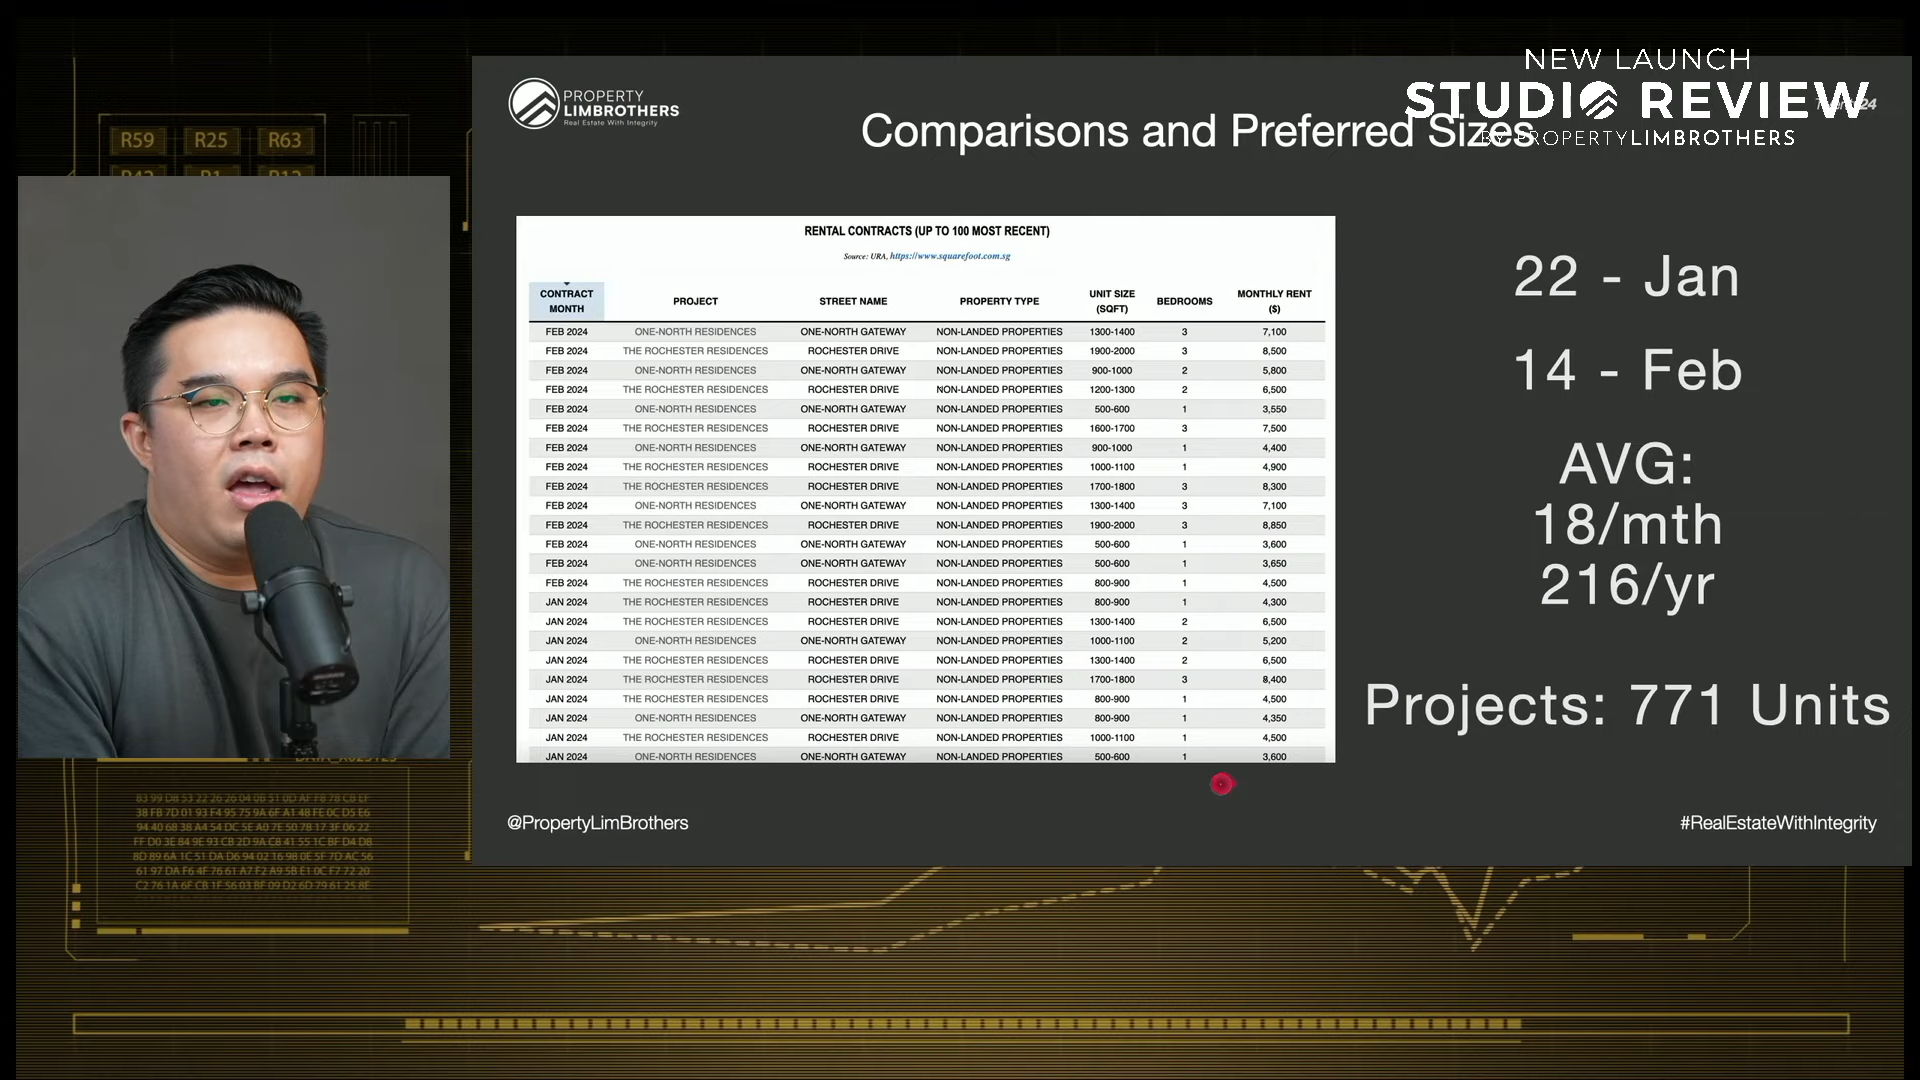 NEW LAUNCH
STUDIO REVIEW
PROPERTYLIMBROTHERS
PROPERTY
LIMBROTHERS
Real Estate With Integrity
Comparisons and Preferred Sizes
R59 R25 R63
RENTAL CONTRACTS (UP TO 100 MOST RECENT)
Source: URA, https://www.squarefoot.com.sg
CONTRACT MONTH PROJECT STREET NAME PROPERTY TYPE UNIT SIZE (SQFT) BEDROOMS MONTHLY RENT ($)
FEB 2024 ONE-NORTH RESIDENCES ONE-NORTH GATEWAY NON-LANDED PROPERTIES 1300-1400 3 7,100
FEB 2024 THE ROCHESTER RESIDENCES ROCHESTER DRIVE NON-LANDED PROPERTIES 1900-2000 3 8,500
FEB 2024 ONE-NORTH RESIDENCES ONE-NORTH GATEWAY NON-LANDED PROPERTIES 900-1000 2 5,800
FEB 2024 THE ROCHESTER RESIDENCES ROCHESTER DRIVE NON-LANDED PROPERTIES 1200-1300 2 6,500
FEB 2024 ONE-NORTH RESIDENCES ONE-NORTH GATEWAY NON-LANDED PROPERTIES 500-600 1 3,550
FEB 2024 THE ROCHESTER RESIDENCES ROCHESTER DRIVE NON-LANDED PROPERTIES 1600-1700 3 7,500
FEB 2024 ONE-NORTH RESIDENCES ONE-NORTH GATEWAY NON-LANDED PROPERTIES 900-1000 1 4,400
FEB 2024 THE ROCHESTER RESIDENCES ROCHESTER DRIVE NON-LANDED PROPERTIES 1000-1100 1 4,900
FEB 2024 THE ROCHESTER RESIDENCES ROCHESTER DRIVE NON-LANDED PROPERTIES 1700-1800 3 8,300
FEB 2024 ONE-NORTH RESIDENCES ONE-NORTH GATEWAY NON-LANDED PROPERTIES 1300-1400 3 7,100
FEB 2024 THE ROCHESTER RESIDENCES ROCHESTER DRIVE NON-LANDED PROPERTIES 1900-2000 3 8,850
FEB 2024 ONE-NORTH RESIDENCES ONE-NORTH GATEWAY NON-LANDED PROPERTIES 500-600 1 3,600
FEB 2024 ONE-NORTH RESIDENCES ONE-NORTH GATEWAY NON-LANDED PROPERTIES 500-600 1 3,650
FEB 2024 THE ROCHESTER RESIDENCES ROCHESTER DRIVE NON-LANDED PROPERTIES 800-900 1 4,500
JAN 2024 THE ROCHESTER RESIDENCES ROCHESTER DRIVE NON-LANDED PROPERTIES 800-900 1 4,300
JAN 2024 THE ROCHESTER RESIDENCES ROCHESTER DRIVE NON-LANDED PROPERTIES 1300-1400 2 6,500
JAN 2024 ONE-NORTH RESIDENCES ONE-NORTH GATEWAY NON-LANDED PROPERTIES 1000-1100 2 5,200
JAN 2024 THE ROCHESTER RESIDENCES ROCHESTER DRIVE NON-LANDED PROPERTIES 1300-1400 2 6,500
JAN 2024 THE ROCHESTER RESIDENCES ROCHESTER DRIVE NON-LANDED PROPERTIES 1700-1800 3 8,400
JAN 2024 THE ROCHESTER RESIDENCES ROCHESTER DRIVE NON-LANDED PROPERTIES 800-900 1 4,500
JAN 2024 ONE-NORTH RESIDENCES ONE-NORTH GATEWAY NON-LANDED PROPERTIES 800-900 1 4,350
JAN 2024 THE ROCHESTER RESIDENCES ROCHESTER DRIVE NON-LANDED PROPERTIES 1000-1100 1 4,500
JAN 2024 ONE-NORTH RESIDENCES ONE-NORTH GATEWAY NON-LANDED PROPERTIES 500-600 1 3,600
22 - Jan
14 - Feb
AVG:
18/mth
216/yr
Projects: 771 Units
@PropertyLimBrothers
#RealEstateWithIntegrity